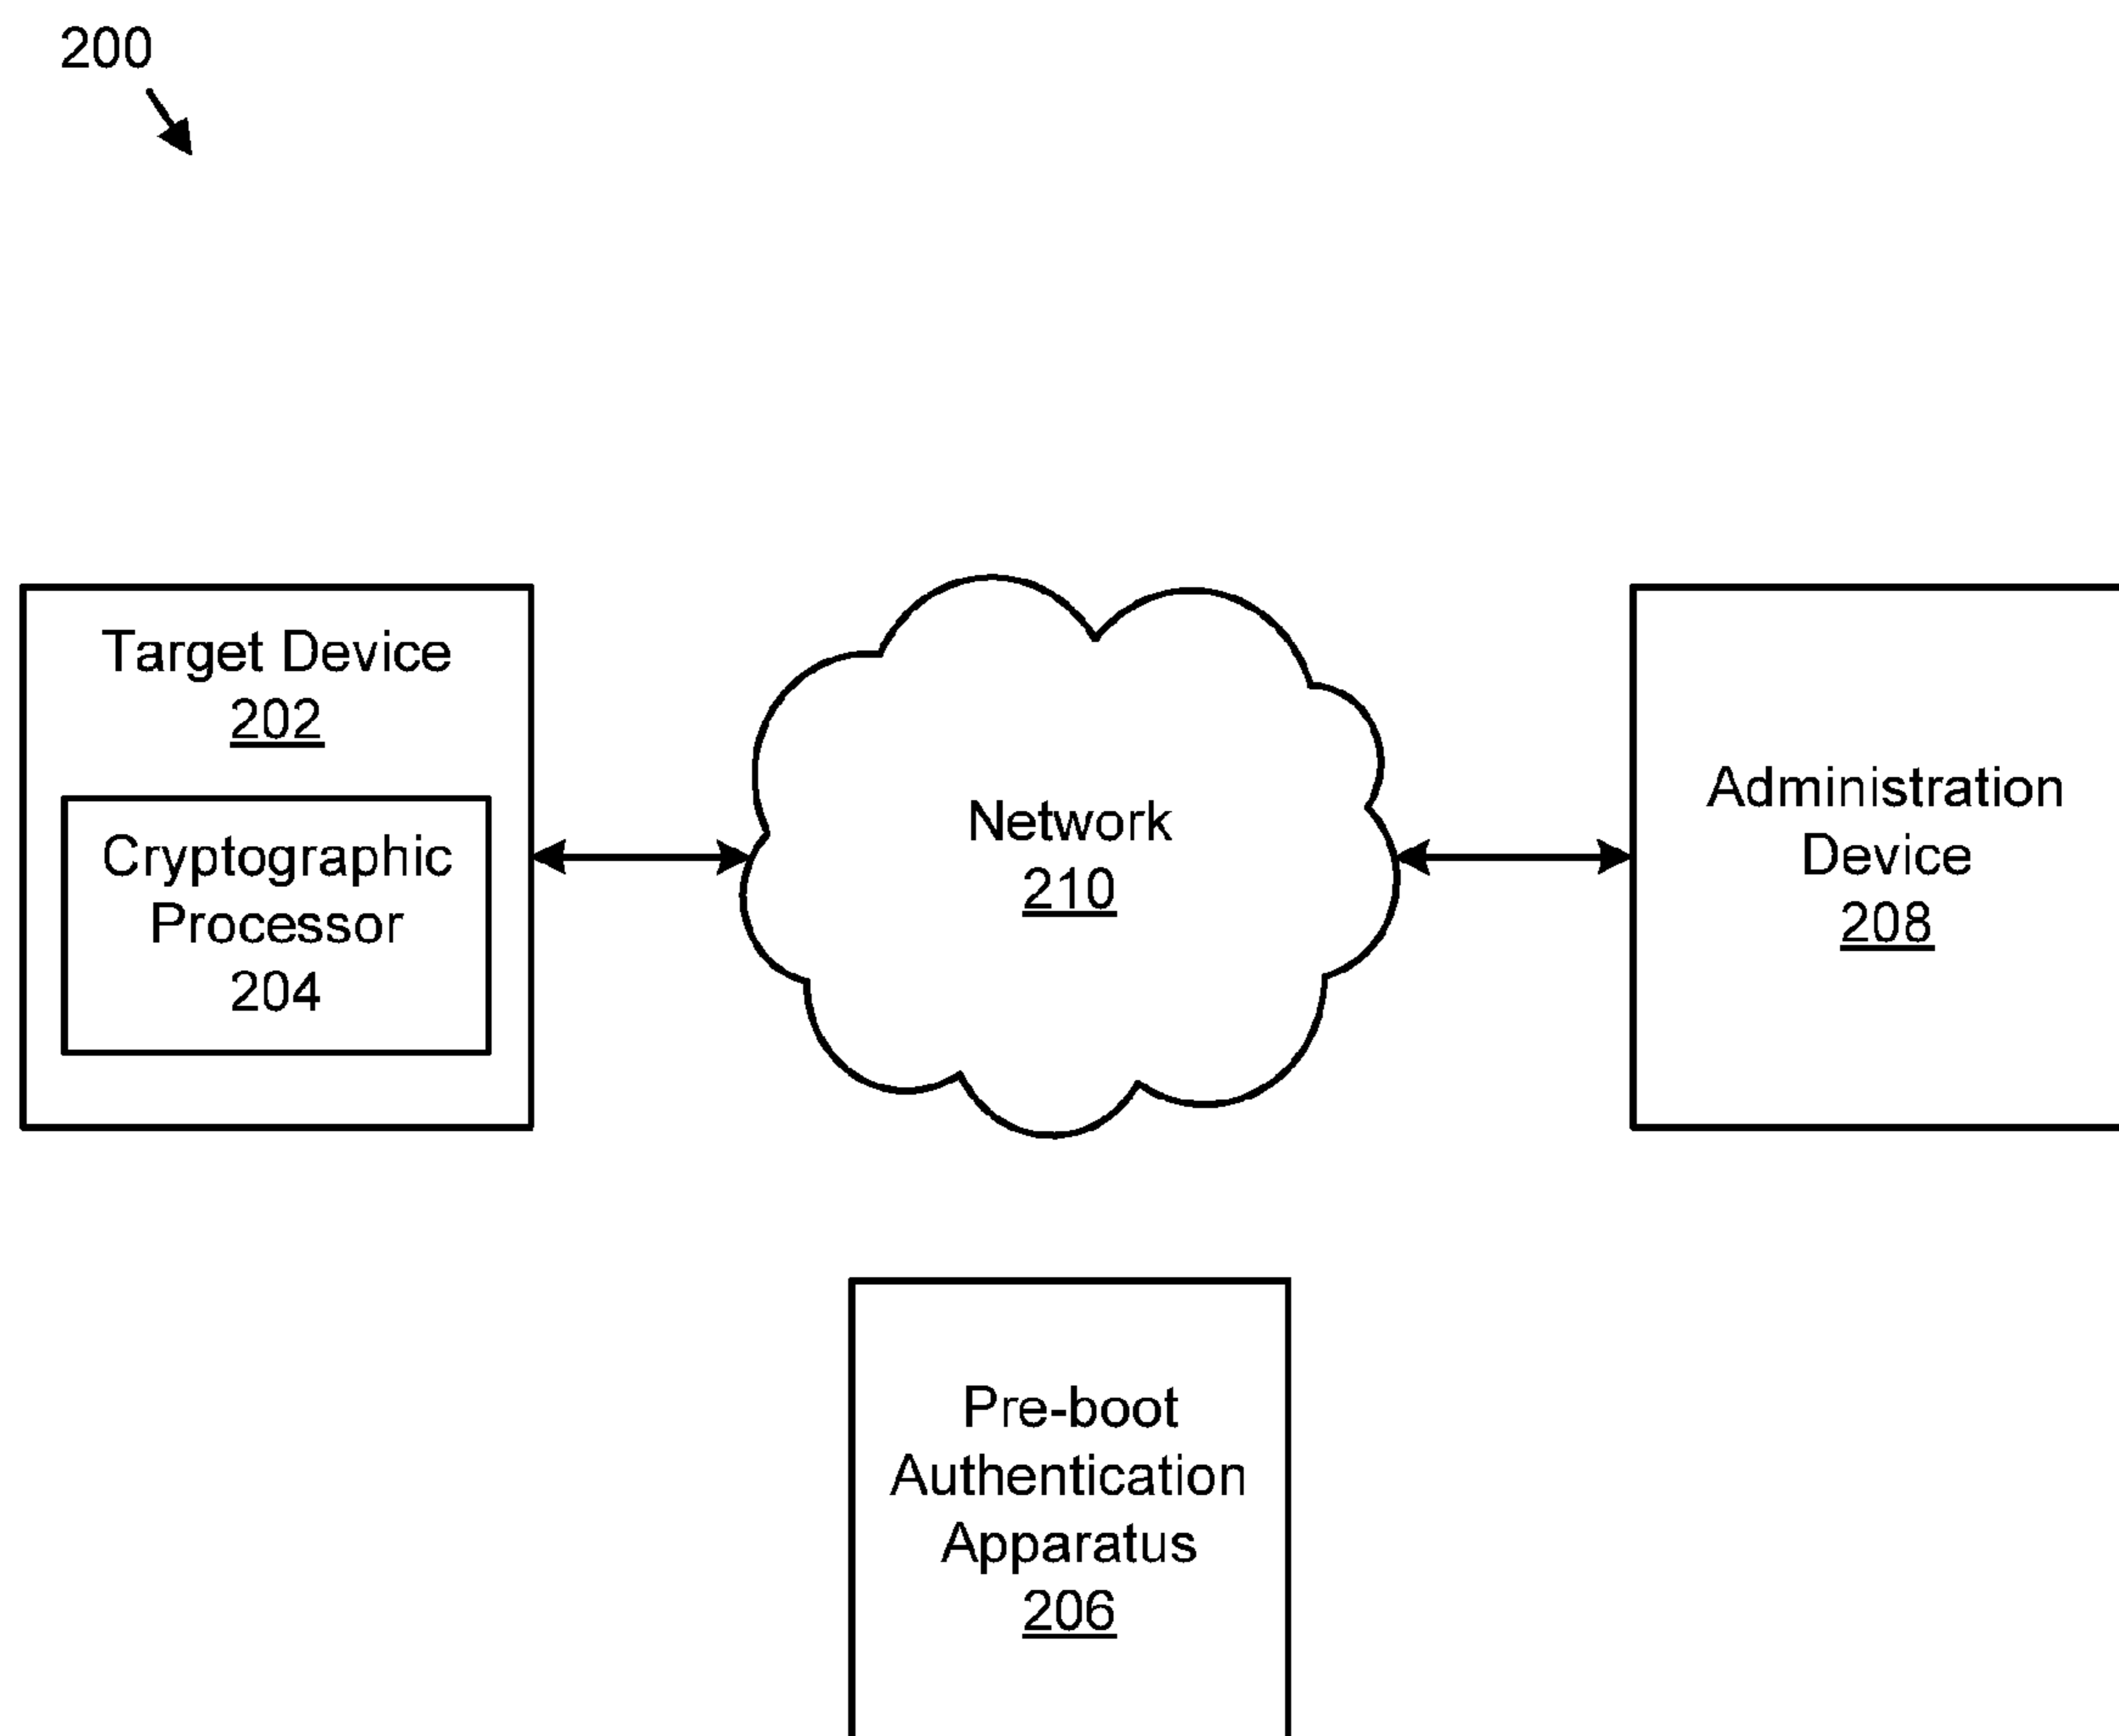 200
Target Device
202
Cryptographic
Processor
204
Network
210
Administration
Device
208
Pre-boot
Authentication
Apparatus
206